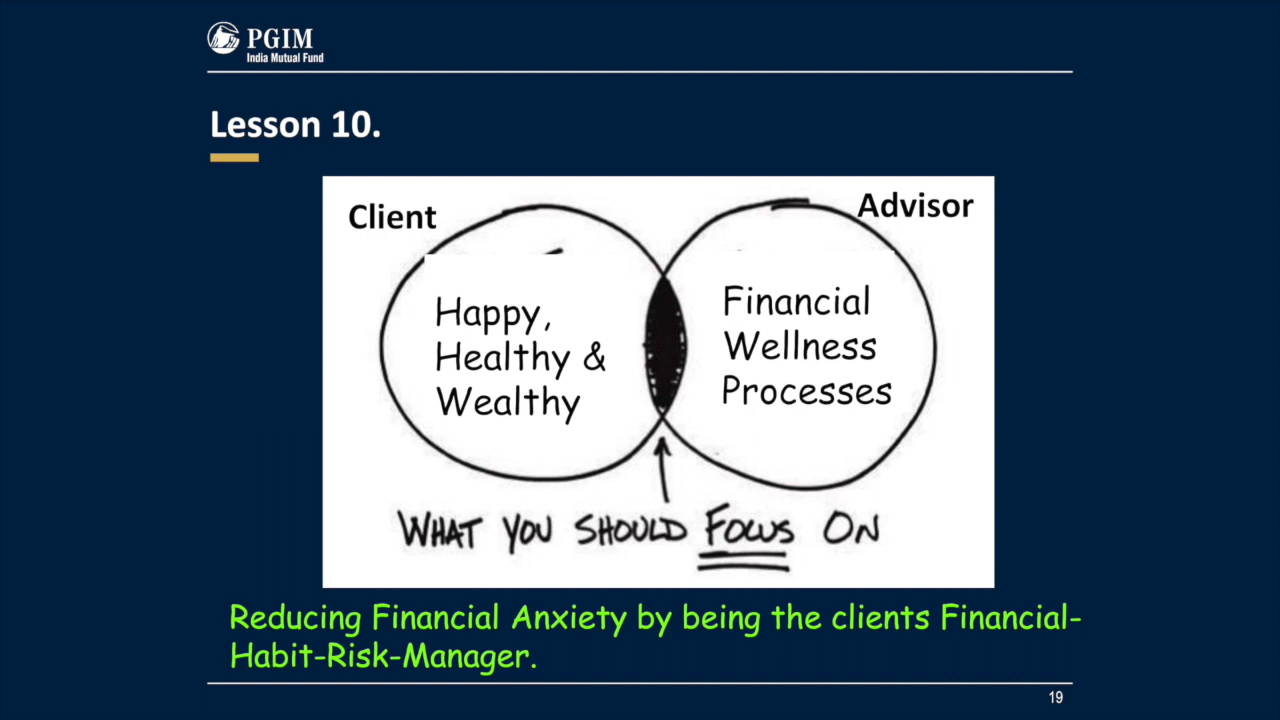 PGIM
India Mutual Fund
Lesson 10.
Client
Advisor
Happy,
Healthy &
Wealthy
Financial
Wellness
Processes
WHAT YOU SHOULD FOCUS ON
Reducing Financial Anxiety by being the clients Financial-
Habit-Risk-Manager.
19